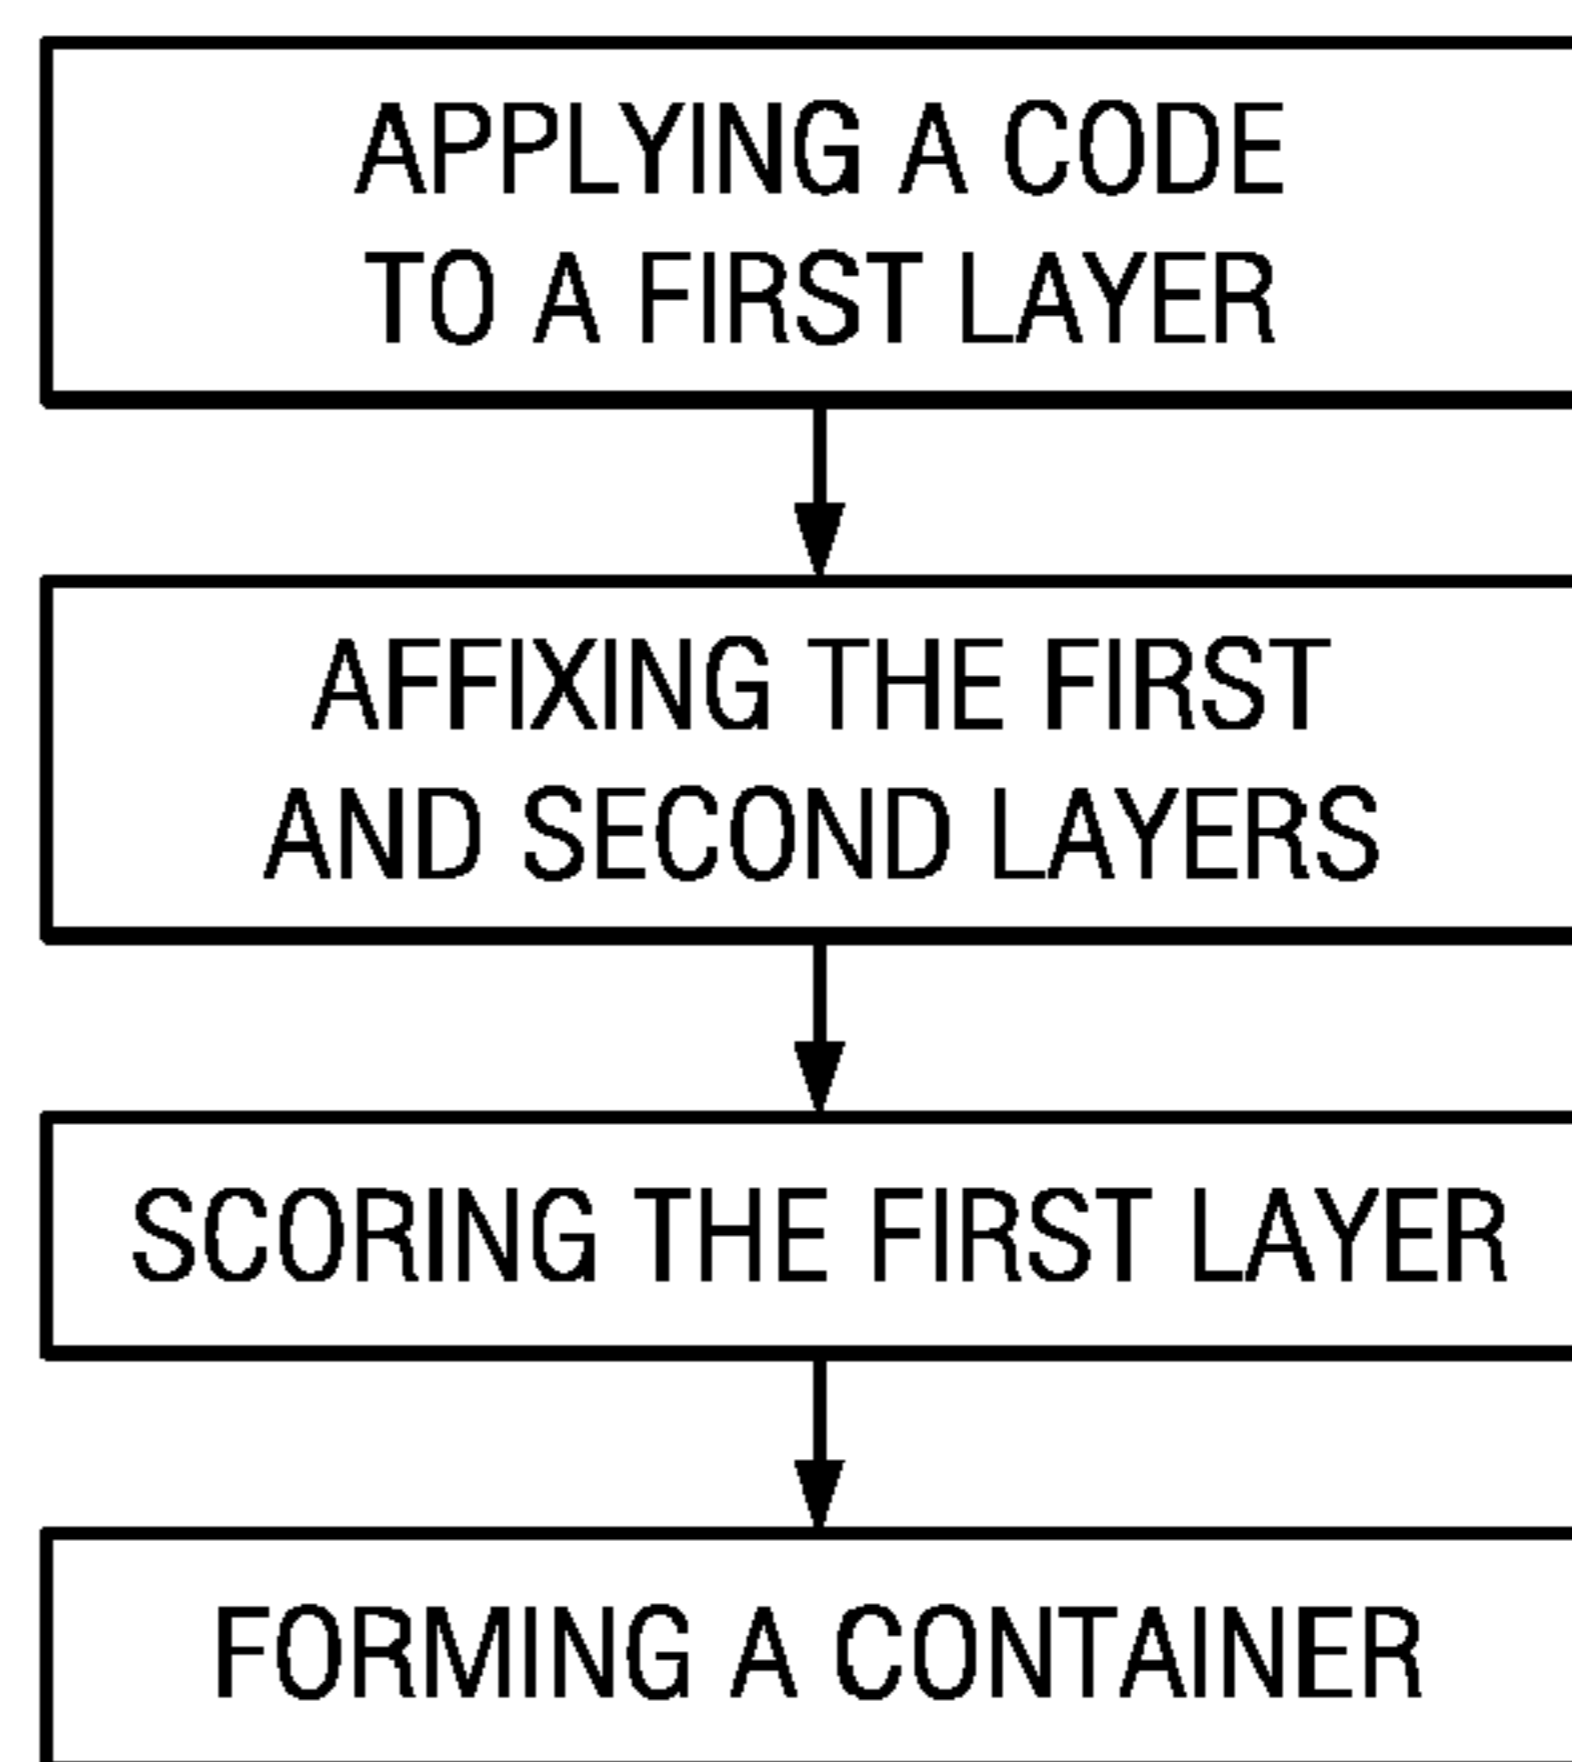 APPLYING A CODE
TO A FIRST LAYER
AFFIXING THE FIRST
AND SECOND LAYERS
SCORING THE FIRST LAYER
FORMING A CONTAINER